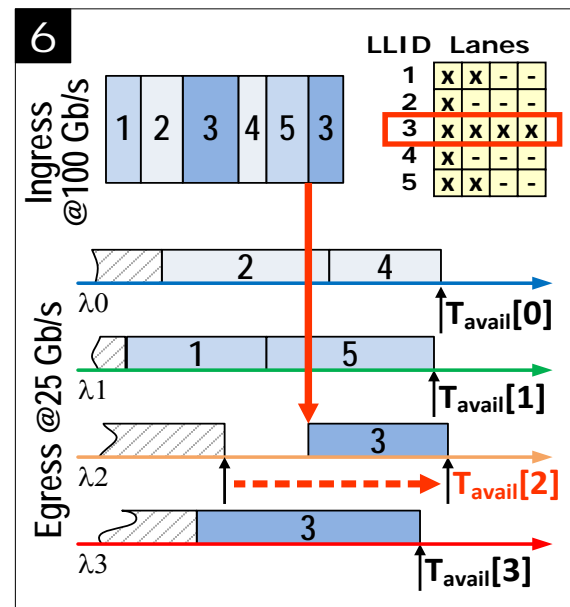 6
LLID Lanes
1 x x - -
2 x - - -
3 x x x x
4 x - - -
5 x x - -
Ingress
@100 Gb/s
1 2 3 4 5 3
Egress @25 Gb/s
2 4
λ0
Tavail[0]
1 5
λ1
Tavail[1]
3
λ2
Tavail[2]
3
λ3
Tavail[3]